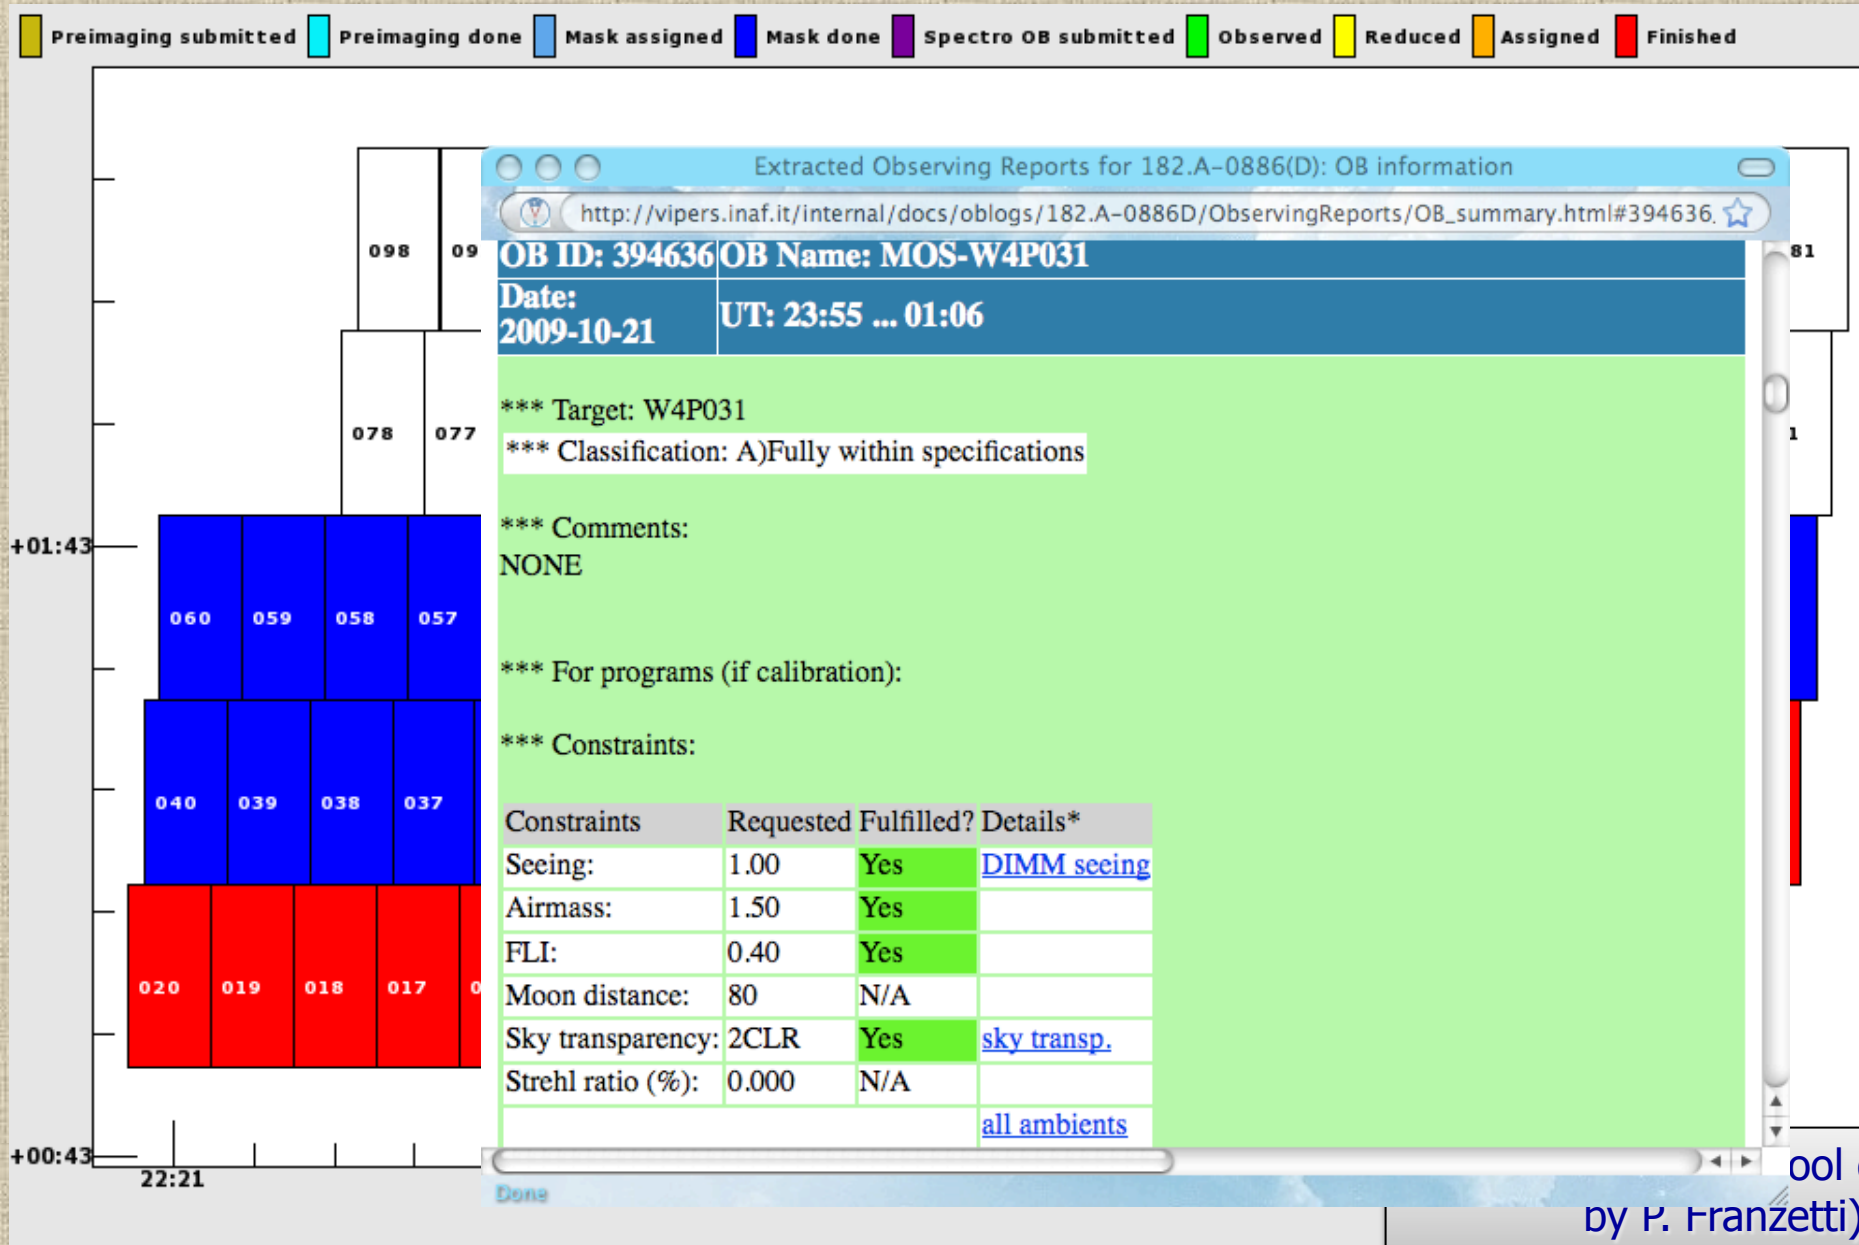 Preimaging submitted Preimaging done Mask assigned Mask done Spectro OB submitted Observed Reduced Assigned Finished
Extracted Observing Reports for 182.A-0886(D): OB information
http://vipers.inaf.it/internal/docs/oblogs/182.A-0886D/ObservingReports/OB_summary.html#394636.
OB ID: 394636 OB Name: MOS-W4P031
Date:
2009-10-21
UT: 23:55 ... 01:06
*** Target: W4P031
*** Classification: A)Fully within specifications
*** Comments:
NONE
*** For programs (if calibration):
*** Constraints:
Constraints Requested Fulfilled? Details*
Seeing: 1.00 Yes DIMM seeing
Airmass: 1.50 Yes
FLI: 0.40 Yes
Moon distance: 80 N/A
Sky transparency: 2CLR Yes sky transp.
Strehl ratio (%): 0.000 N/A
all ambients
Done
098 09 81
078 077 1
+01:43
060 059 058 057
040 039 038 037
020 019 018 017 0
+00:43
22:21
ool
by P. Franzetti)